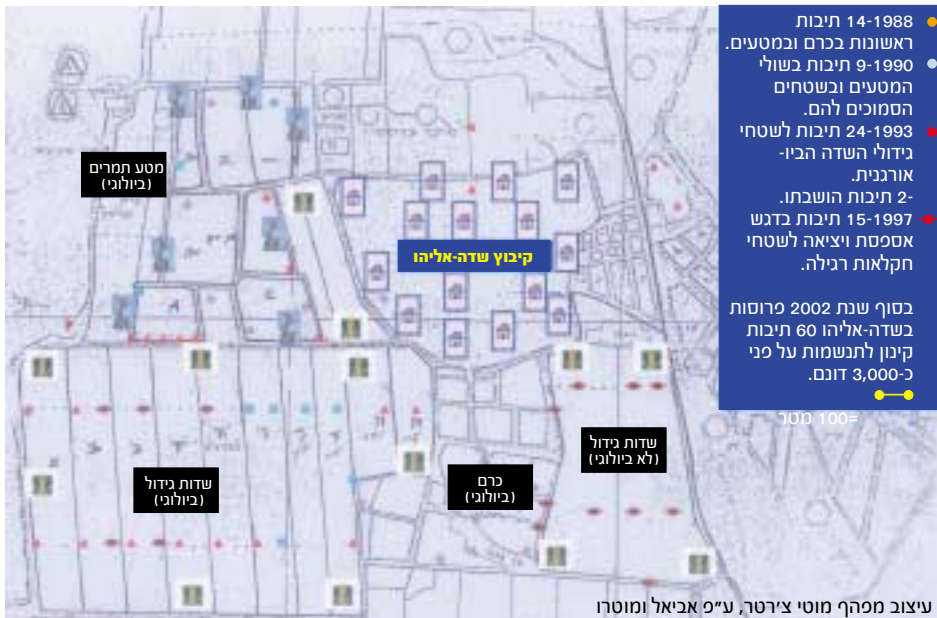 14-1988 תיבות
ראשונות בכרם ובמטעים.
9-1990 תיבות בשולי
המטעים ובשטחים
הסמוכים להם.
24-1993 תיבות לשטחי
גידולי השדה הביו-
אורגנית.
-2 תיבות הושבתו.
15-1997 תיבות בדגש
אספסת ויציאה לשטחי
חקלאות רגילה.
בסוף שנת 2002 פרוסות
בשדה-אליהו 60 תיבות
קינון לתנשמות על פני
כ-3,000 דונם.
=100 מטר
מטע תמרים
(ביולוגי)
קיבוץ שדה-אליהו
שדות גידול
(לא ביולוגי)
כרם
(ביולוגי)
שדות גידול
(ביולוגי)
עיצוב מפהף מוטי צ'רטר, ע"פ אביאל ומוטרו